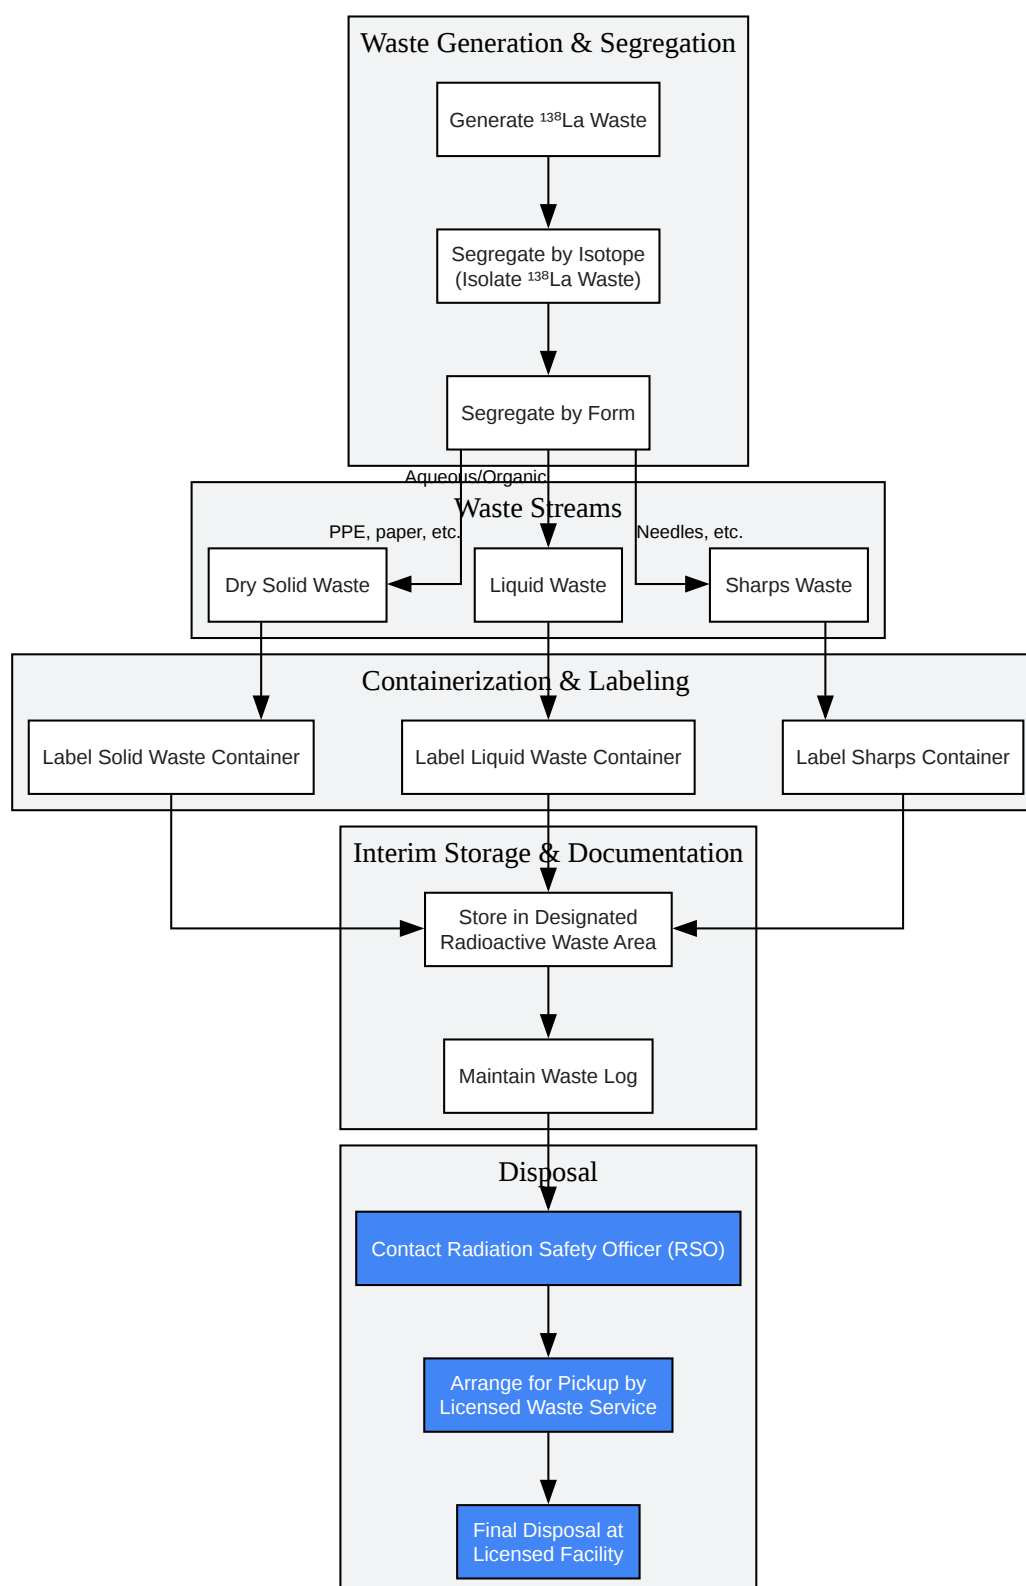 Waste Generation & Segregation
Generate ¹³⁸La Waste
Segregate by Isotope
(Isolate ¹³⁸La Waste)
Segregate by Form
Aqueous/Organic
Waste Streams
PPE, paper, etc.
Needles, etc.
Dry Solid Waste
Liquid Waste
Sharps Waste
Containerization & Labeling
Label Solid Waste Container
Label Liquid Waste Container
Label Sharps Container
Interim Storage & Documentation
Store in Designated
Radioactive Waste Area
Maintain Waste Log
Disposal
Contact Radiation Safety Officer (RSO)
Arrange for Pickup by
Licensed Waste Service
Final Disposal at
Licensed Facility